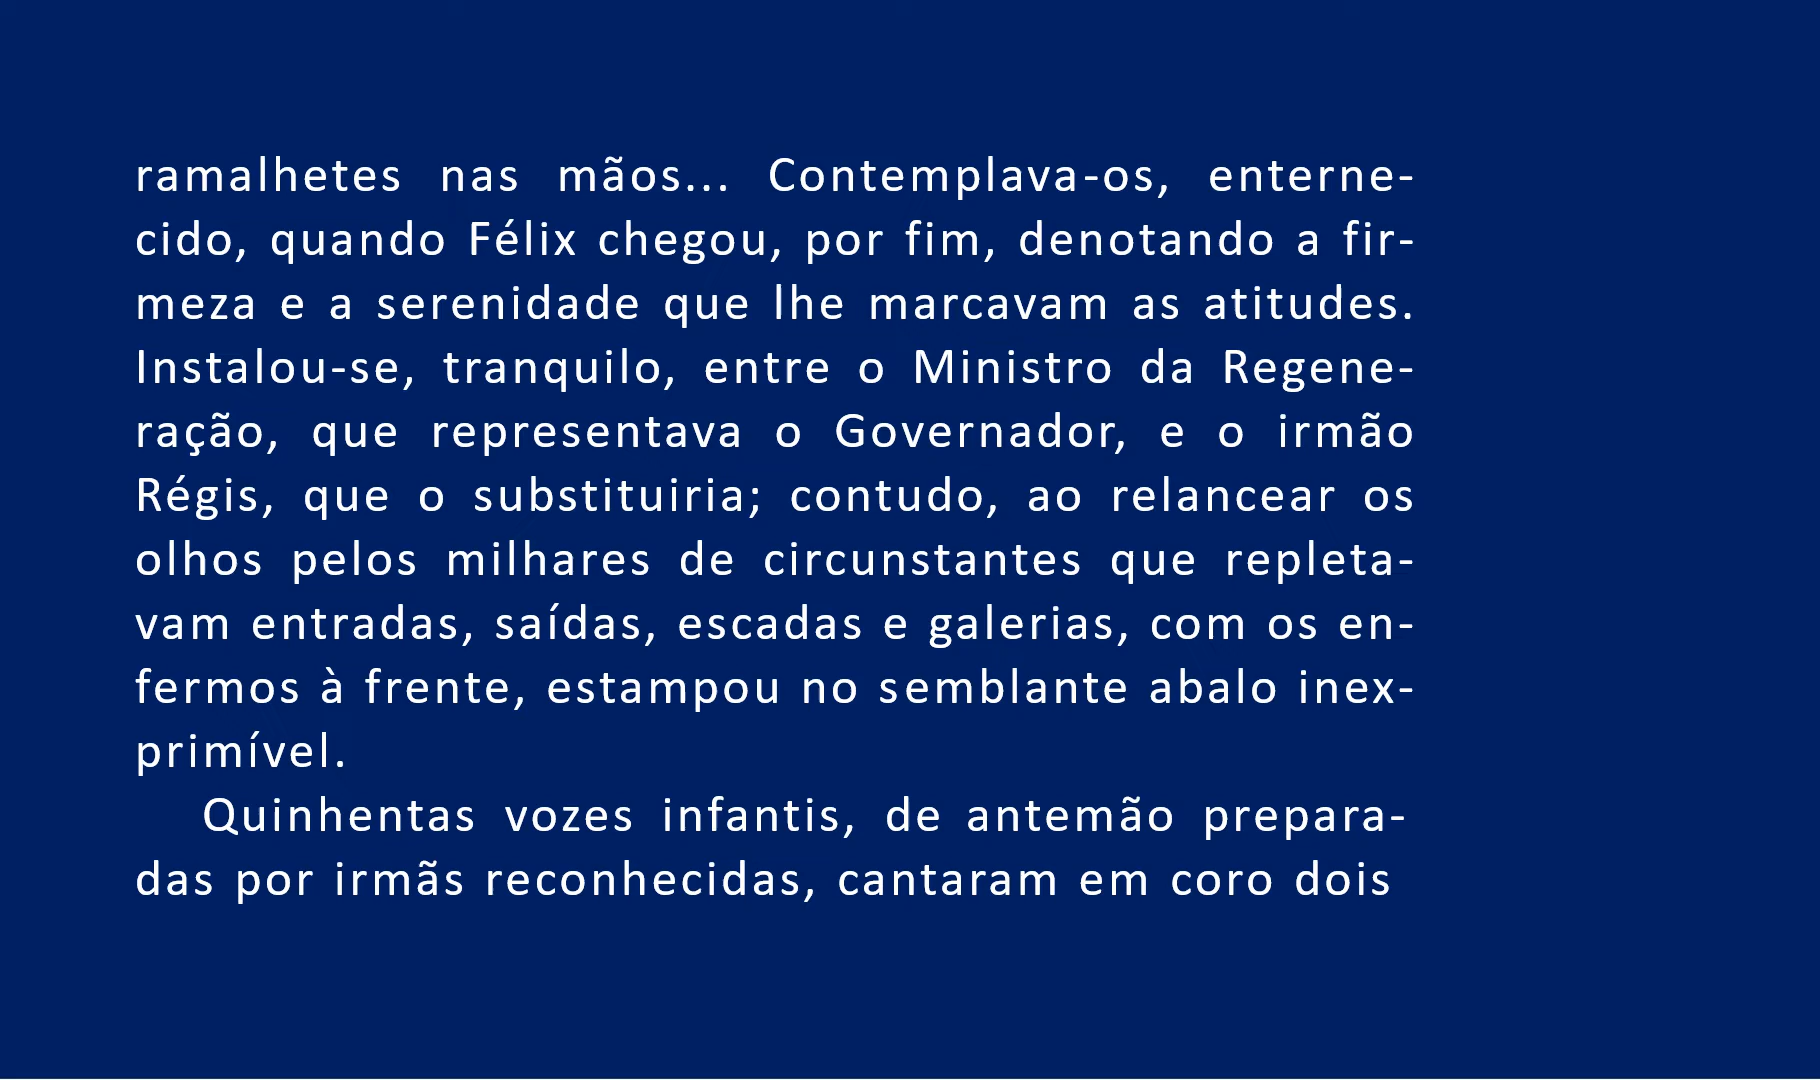 ramalhetes nas mãos... Contemplava-os, enterne-
cido, quando Félix chegou, por fim, denotando a fir-
meza e a serenidade que lhe marcavam as atitudes.
Instalou-se, tranquilo, entre o Ministro da Regene-
ração, que representava o Governador, e o irmão
Régis, que o substituiria; contudo, ao relancear os
olhos pelos milhares de circunstantes que repleta-
vam entradas, saídas, escadas e galerias, com os en-
fermos à frente, estampou no semblante abalo inex-
primível.
Quinhentas vozes infantis, de antemão prepara-
das por irmãs reconhecidas, cantaram em coro dois